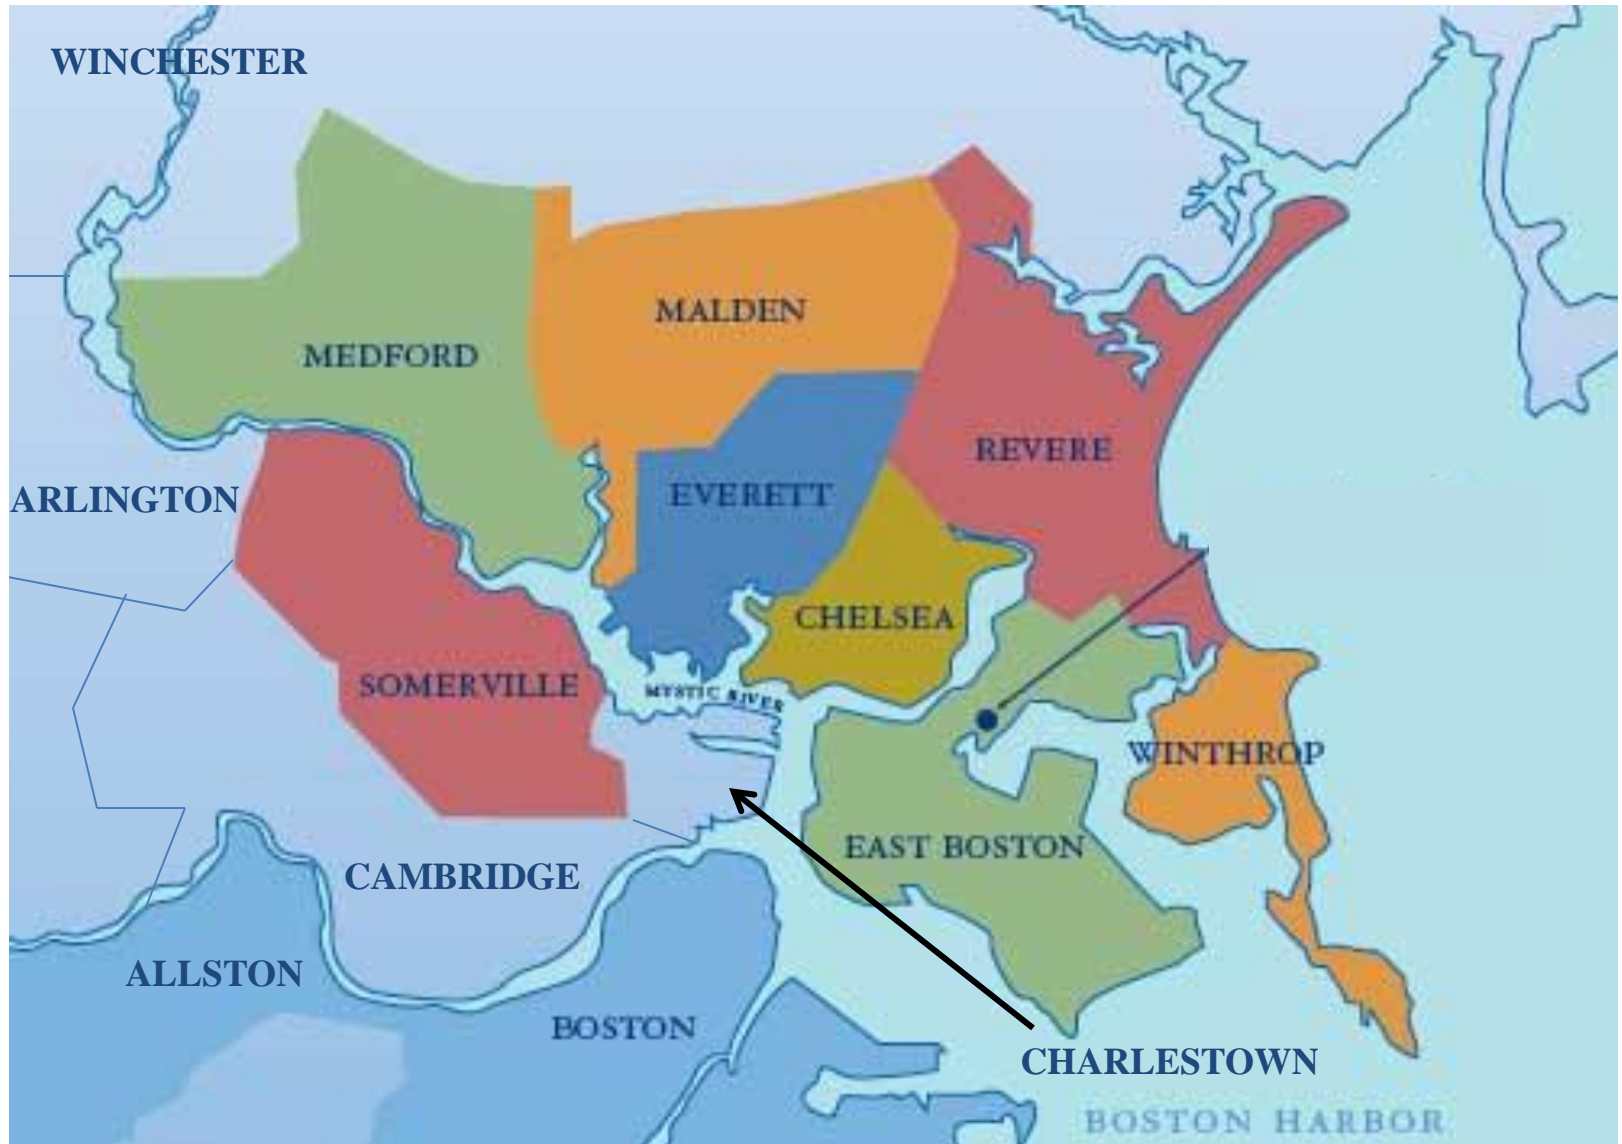 WINCHESTER
MALDEN
MEDFORD
REVERE
ARLINGTON
EVERETT
CHELSEA
SOMERVILLE
MYSTIC RIVER
WINTHROP
EAST BOSTON
CAMBRIDGE
ALLSTON
BOSTON
CHARLESTOWN
BOSTON HARBOR